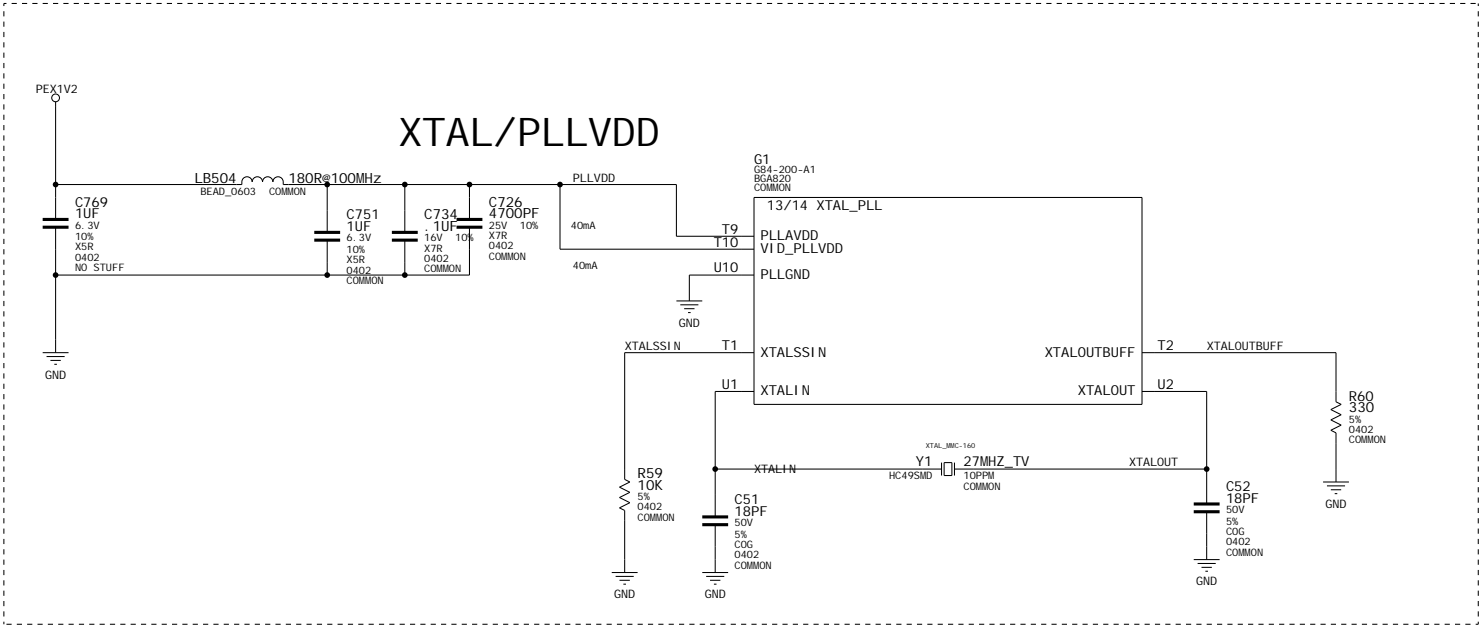 PEX1V2
XTAL/PLLVDD
LB504
180R@100MHz
BEAD_0603
COMMON
PLLVDD
C769
1UF
6.3V
10%
X5R
0402
NO STUFF
C751
1UF
6.3V
10%
X5R
0402
COMMON
C734
.1UF
16V 10%
X7R
0402
COMMON
C726
4700PF
25V 10%
X7R
0402
COMMON
40mA
40mA
GND
G1
G84-200-A1
BGA820
COMMON
13/14 XTAL_PLL
T9 PLLAVDD
T10 VID_PLLVDD
U10 PLLGND
GND
XTALSSIN T1 XTALSSIN
U1 XTALIN
XTALOUTBUFF T2 XTALOUTBUFF
XTALOUT U2
R60
330
5%
0402
COMMON
GND
XTAL_MMC-160
XTALIN
Y1 27MHZ_TV
HC49SMD 10PPM
COMMON
XTALOUT
R59
10K
5%
0402
COMMON
GND
C51
18PF
50V
5%
COG
0402
COMMON
GND
C52
18PF
50V
5%
COG
0402
COMMON
GND